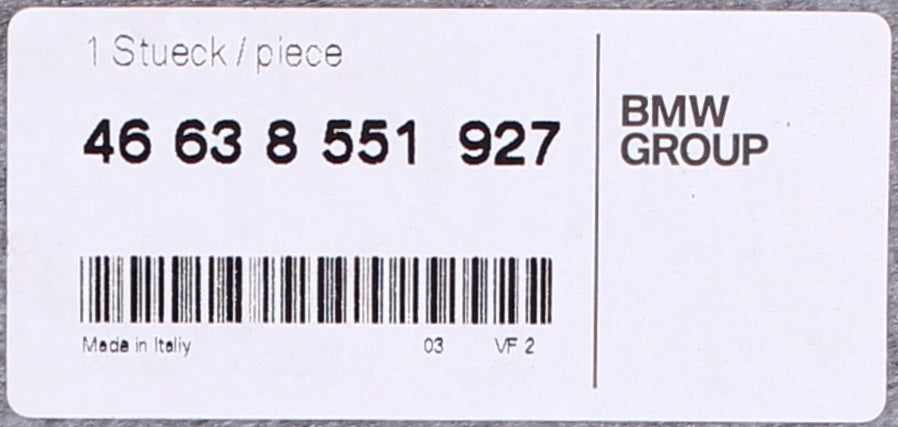 1 Stueck / piece
46 63 8 551 927
Made in Italiy 03 VF 2
BMW
GROUP